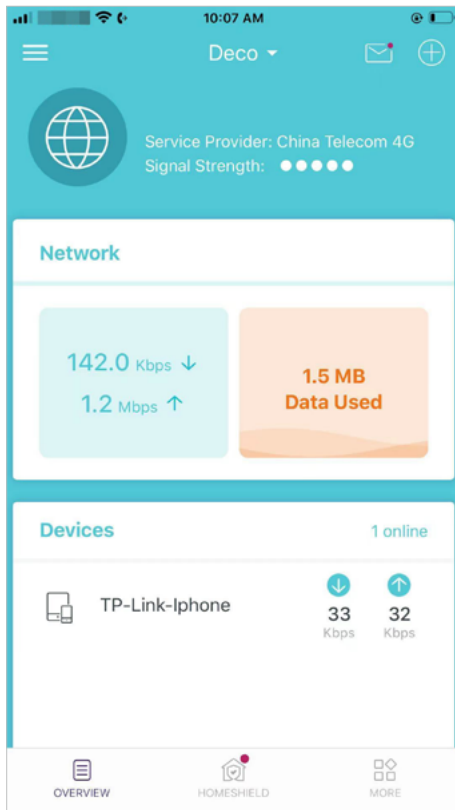 10:07 AM
Deco
Service Provider: China Telecom 4G
Signal Strength:
Network
142.0 Kbps ↓
1.2 Mbps ↑
1.5 MB
Data Used
Devices
1 online
TP-Link-Iphone
33
32
Kbps
Kbps
OVERVIEW
HOMESHIELD
MORE